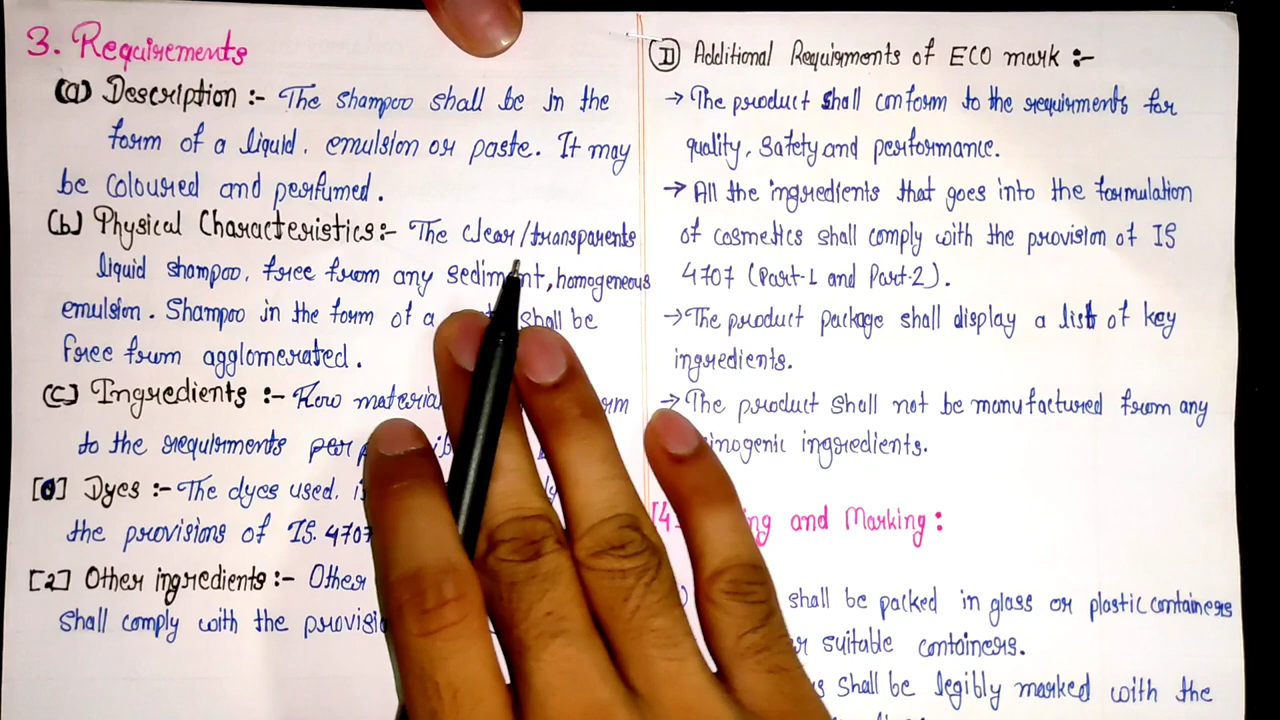 3. Requirements
(a) Description :- The shampoo shall be in the
form of a liquid, emulsion or paste. It may
be coloured and perfumed.
(b) Physical Characteristics:- The clear/transparents
liquid shampoo, free from any sediment, homogeneous
emulsion. Shampoo in the form of a shall be
free from agglomerated.
(c) Ingredients :- Raw
to the requirments per
Dyes :- The dyes used,
the provisions of IS. 4707
[2] Other ingredients :- Other
shall comply with the
(D) Additional Requirments of ECO mark :-
→ The product shall conform to the requirments for
quality, safety and performance.
→ All the ingredients that goes into the formulation
of cosmetics shall comply with the provision of IS
4707 (Part-1 and Part-2).
→ The product package shall display a list of key
ingredients.
→ The product shall not be manufactured from any
ingredients.
and Marking :
shall be packed in glass or plastic containers
suitable containers.
shall be legibly marked with the